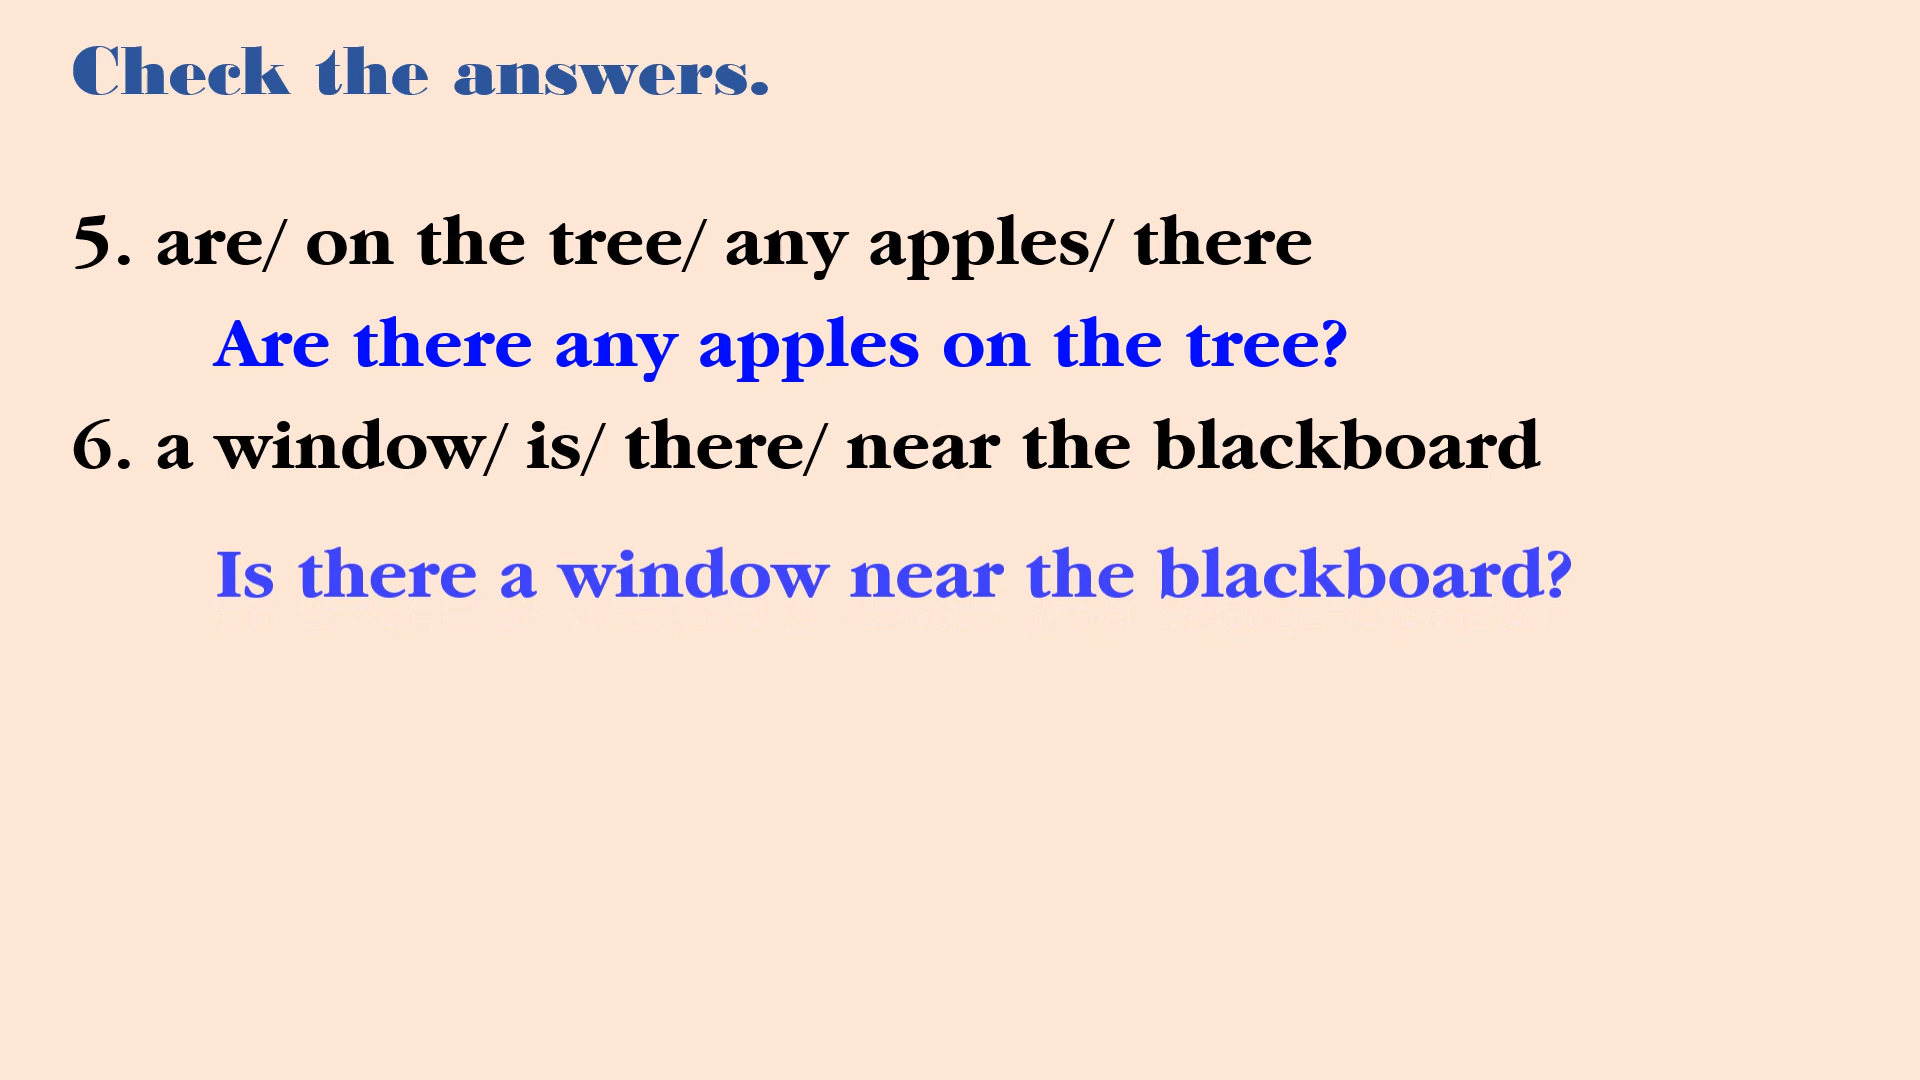 Check the answers.
5. are/ on the tree/ any apples/ there
Are there any apples on the tree?
6. a window/ is/ there/ near the blackboard
Is there a window near the blackboard?